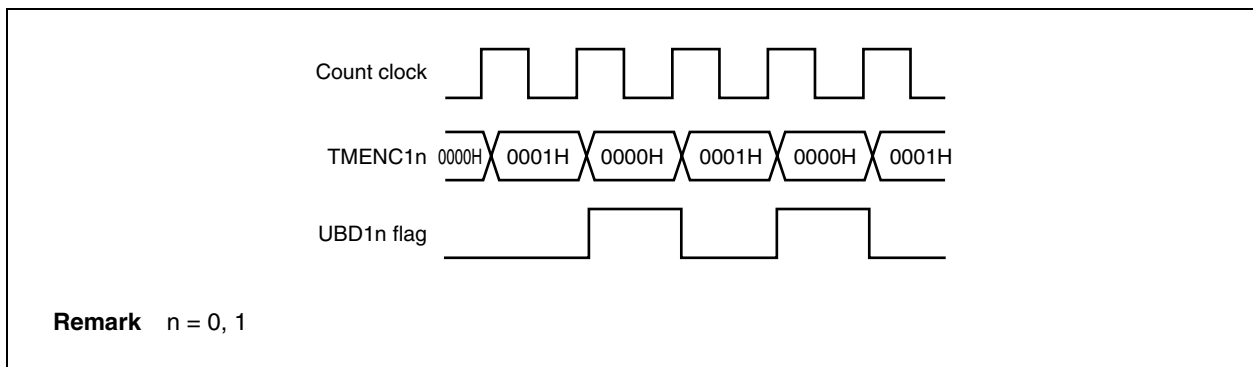 Count clock
TMENC1n 0000H 0001H 0000H 0001H 0000H 0001H
UBD1n flag
Remark n = 0, 1